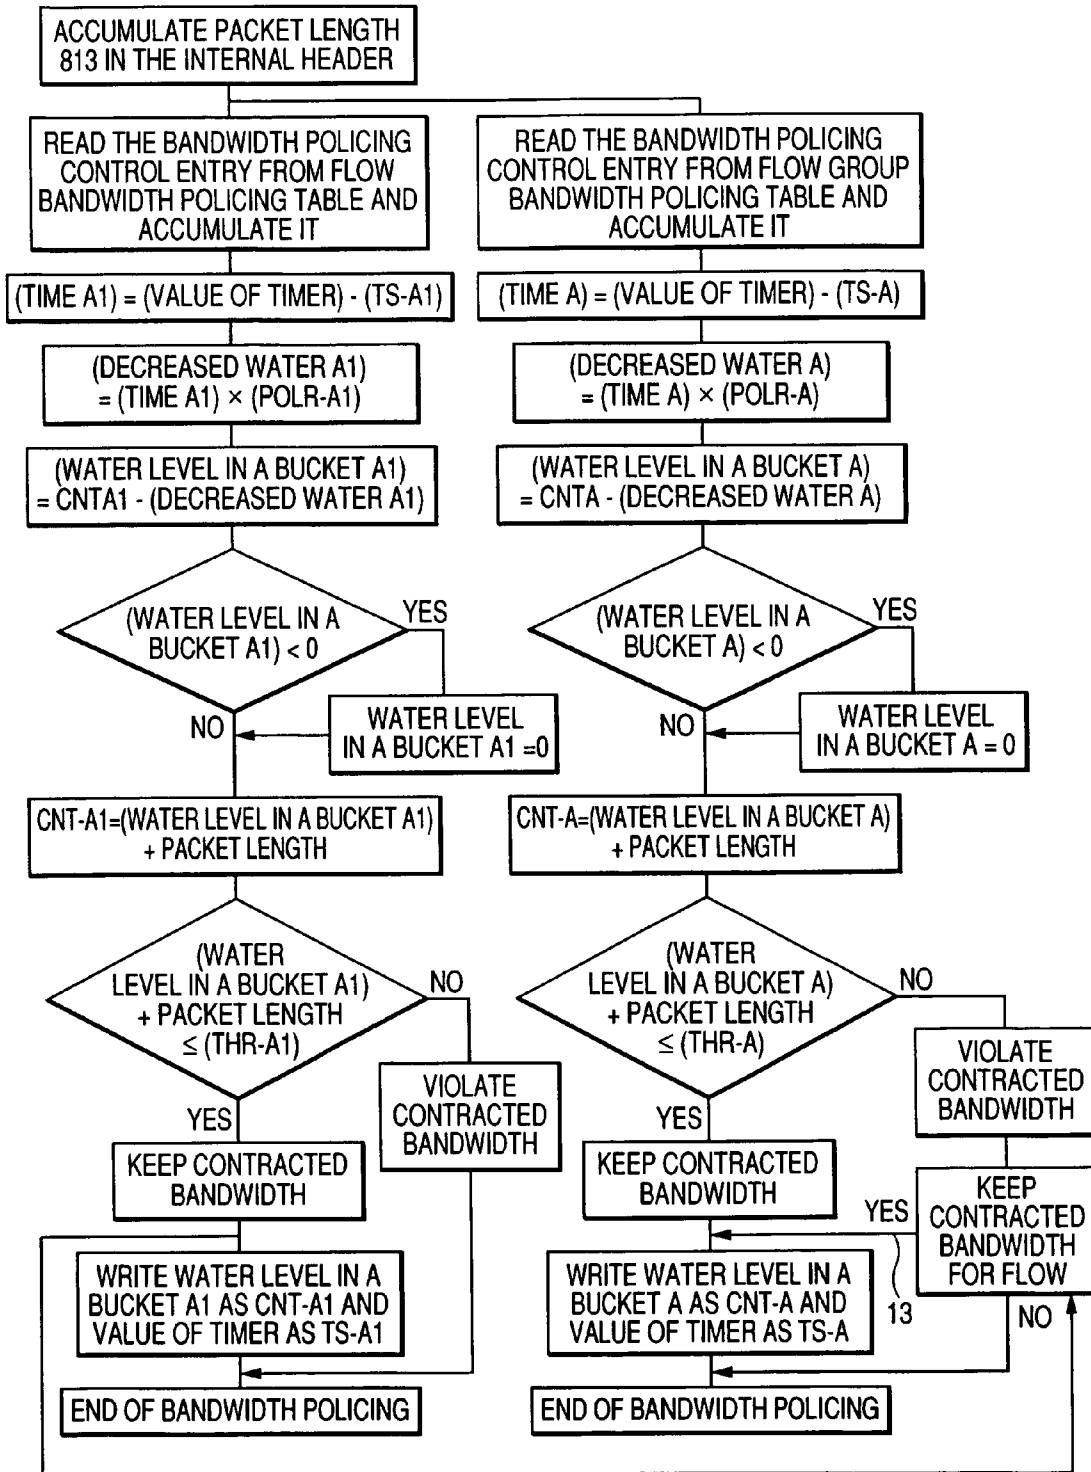 ACCUMULATE PACKET LENGTH
813 IN THE INTERNAL HEADER
READ THE BANDWIDTH POLICING
CONTROL ENTRY FROM FLOW
BANDWIDTH POLICING TABLE AND
ACCUMULATE IT
(TIME A1) = (VALUE OF TIMER) - (TS-A1)
(DECREASED WATER A1)
= (TIME A1) × (POLR-A1)
(WATER LEVEL IN A BUCKET A1)
= CNTA1 - (DECREASED WATER A1)
(WATER LEVEL IN A
BUCKET A1) < 0
YES
NO
WATER LEVEL
IN A BUCKET A1 =0
CNT-A1=(WATER LEVEL IN A BUCKET A1)
+ PACKET LENGTH
(WATER
LEVEL IN A BUCKET A1)
+ PACKET LENGTH
≤ (THR-A1)
NO
YES
VIOLATE
CONTRACTED
BANDWIDTH
KEEP CONTRACTED
BANDWIDTH
WRITE WATER LEVEL IN A
BUCKET A1 AS CNT-A1 AND
VALUE OF TIMER AS TS-A1
END OF BANDWIDTH POLICING
READ THE BANDWIDTH POLICING
CONTROL ENTRY FROM FLOW GROUP
BANDWIDTH POLICING TABLE AND
ACCUMULATE IT
(TIME A) = (VALUE OF TIMER) - (TS-A)
(DECREASED WATER A)
= (TIME A) × (POLR-A)
(WATER LEVEL IN A BUCKET A)
= CNTA - (DECREASED WATER A)
(WATER LEVEL IN A
BUCKET A) < 0
YES
NO
WATER LEVEL
IN A BUCKET A = 0
CNT-A=(WATER LEVEL IN A BUCKET A)
+ PACKET LENGTH
(WATER
LEVEL IN A BUCKET A)
+ PACKET LENGTH
≤ (THR-A)
NO
YES
VIOLATE
CONTRACTED
BANDWIDTH
KEEP CONTRACTED
BANDWIDTH
KEEP
CONTRACTED
BANDWIDTH
FOR FLOW
YES
13
NO
WRITE WATER LEVEL IN A
BUCKET A AS CNT-A AND
VALUE OF TIMER AS TS-A
END OF BANDWIDTH POLICING